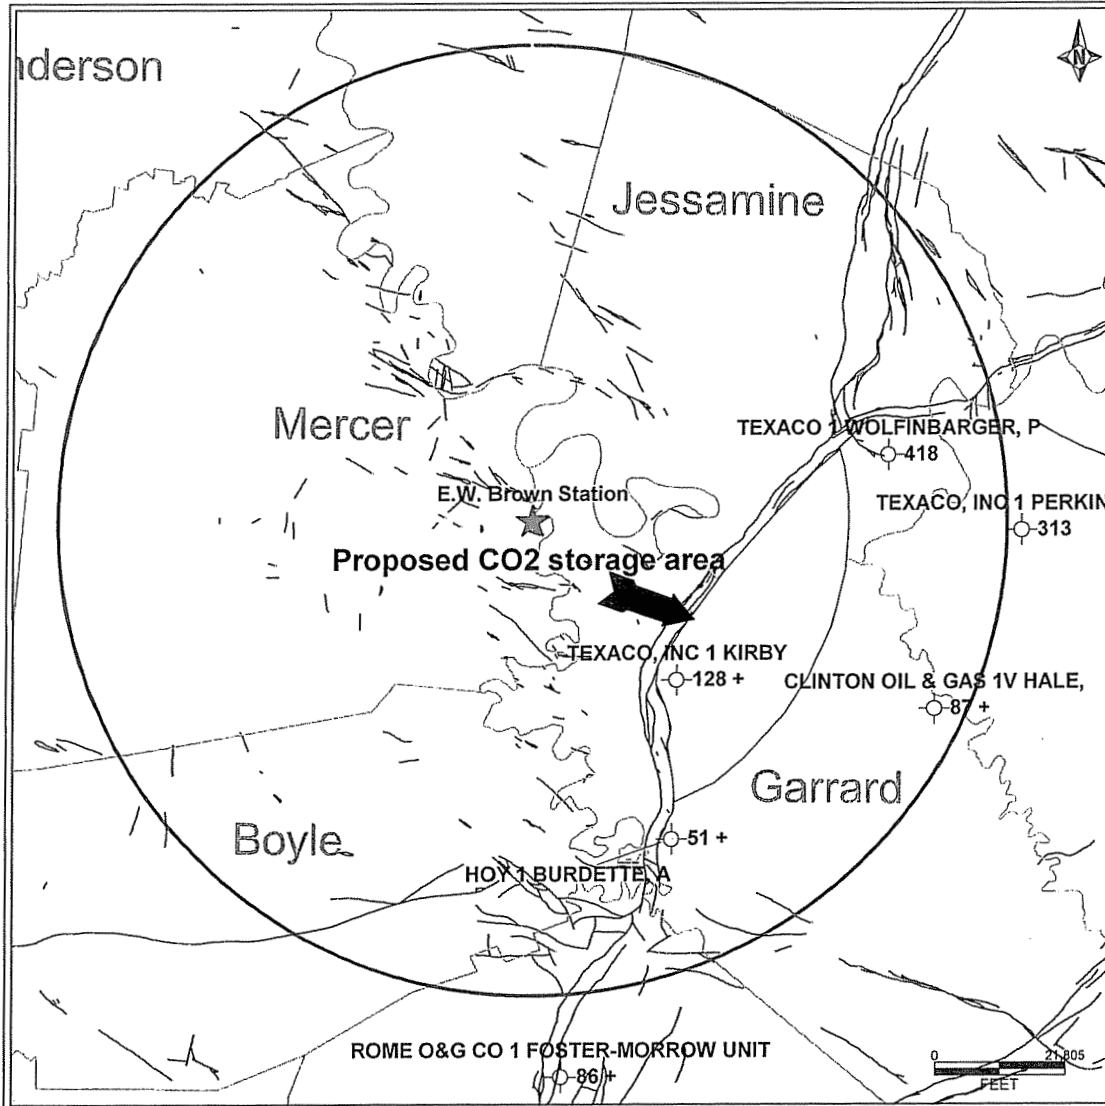 nderson
N
Jessamine
Mercer
TEXACO 1 WOLFINBARGER, P
418
E.W. Brown Station
TEXACO, INC 1 PERKIN
313
Proposed CO2 storage area
TEXACO, INC 1 KIRBY
128 +
CLINTON OIL & GAS 1V HALE,
87 +
Garrard
Boyle
51 +
HOY 1 BURDETTE, A
ROME O&G CO 1 FOSTER-MORROW UNIT
86 +
0 21,805
FEET